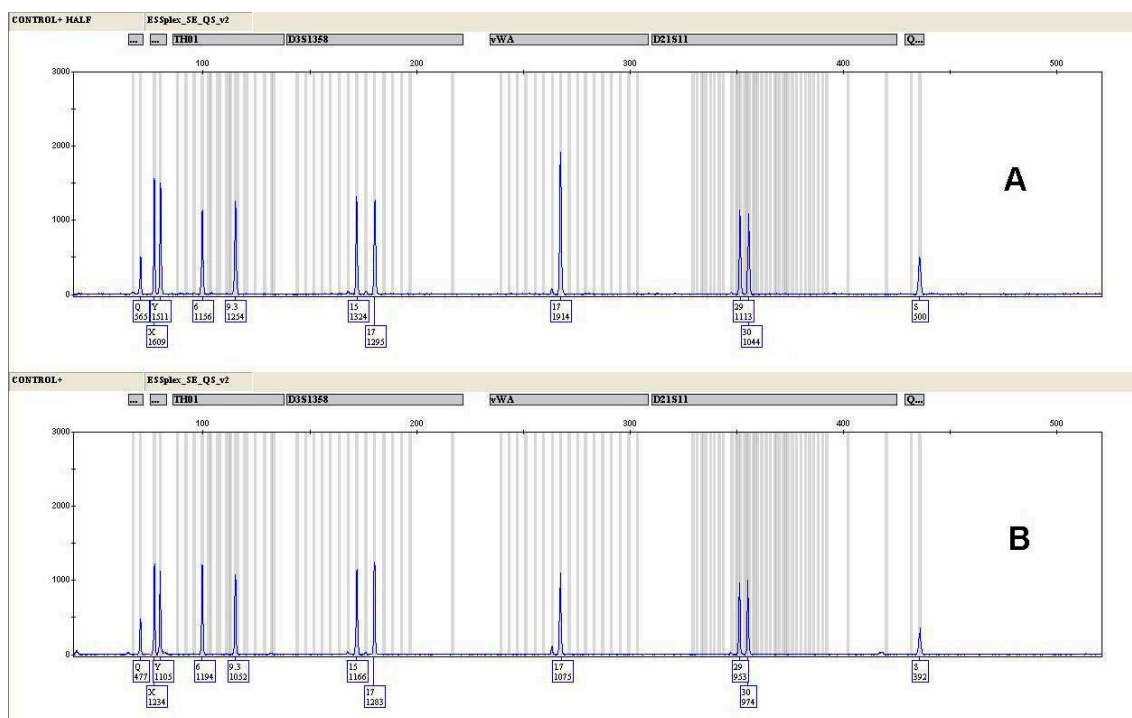 CONTROL+ HALF ESSplex_SE_QS_v2
... ... TH01 D3S1358 vWA D21S11 Q...
100 200 300 400 500
3000
2000
1000
0
A
Q Y 6 9.3 15 17 29 S
565 1511 1156 1254 1324 1914 1113 500
X 17 30
1609 1295 1044
CONTROL+ ESSplex_SE_QS_v2
... ... TH01 D3S1358 vWA D21S11 Q...
100 200 300 400 500
3000
2000
1000
0
B
Q Y 6 9.3 15 17 29 S
477 1105 1194 1052 1166 1075 953 392
X 17 30
1234 1283 974